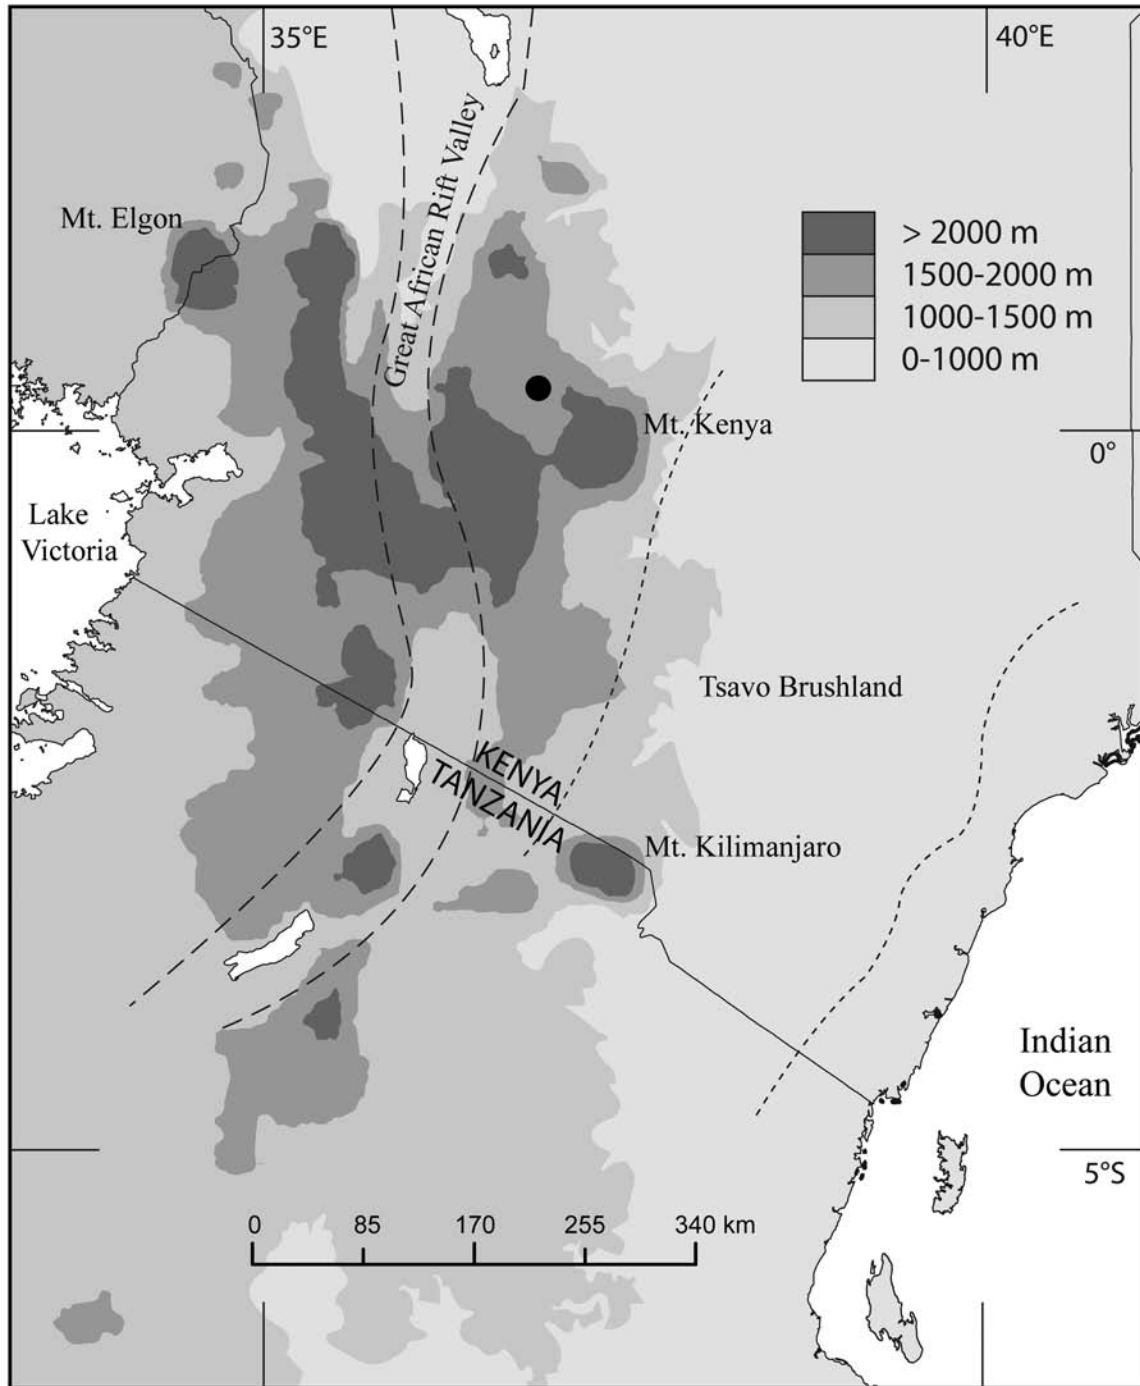 35°E
40°E
Great African Rift Valley
Mt. Elgon
> 2000 m
1500-2000 m
1000-1500 m
0-1000 m
Mt. Kenya
0°
Lake
Victoria
Tsavo Brushland
KENYA
TANZANIA
Mt. Kilimanjaro
Indian
Ocean
5°S
0 85 170 255 340 km